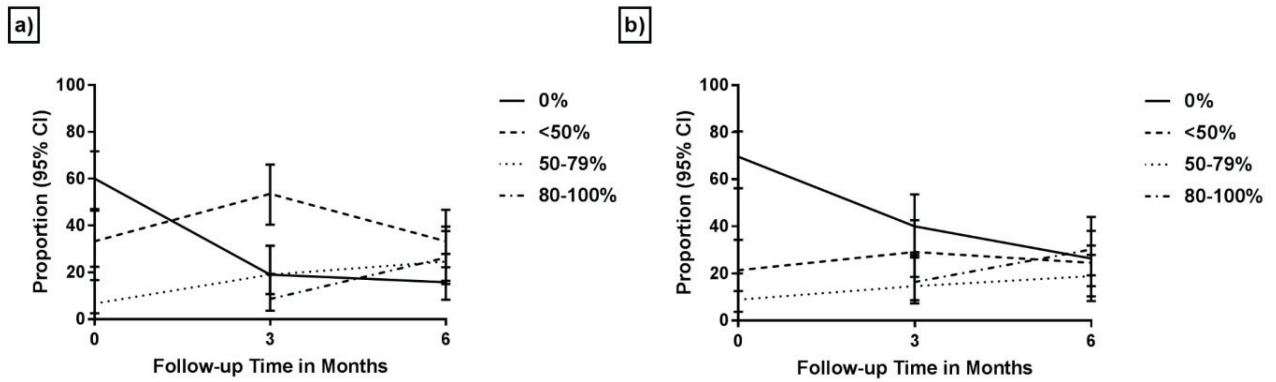 a)
100
80
60
40
20
0
Proportion (95% CI)
0 3 6
Follow-up Time in Months
0%
<50%
50-79%
80-100%
b)
100
80
60
40
20
0
Proportion (95% CI)
0 3 6
Follow-up Time in Months
0%
<50%
50-79%
80-100%